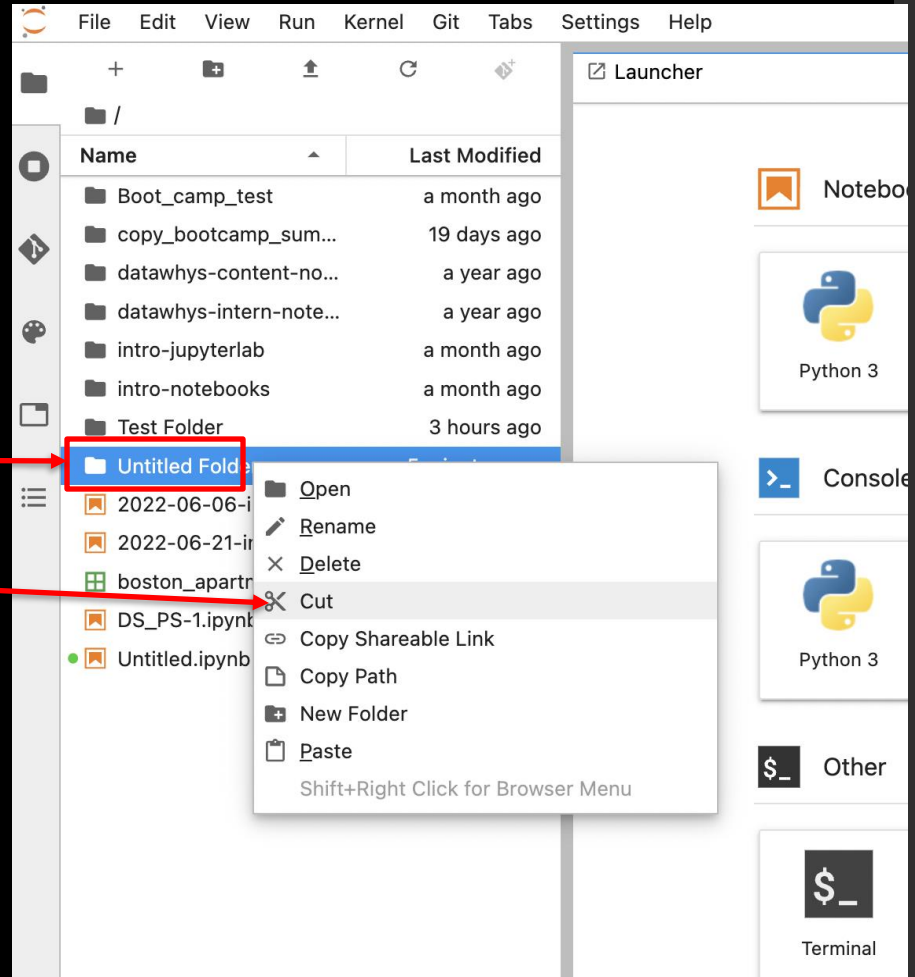 File Edit View Run Kernel Git Tabs Settings Help
Launcher
/
Name Last Modified
Boot_camp_test a month ago
copy_bootcamp_sum... 19 days ago
datawhys-content-no... a year ago
datawhys-intern-note... a year ago
intro-jupyterlab a month ago
intro-notebooks a month ago
Test Folder 3 hours ago
Untitled Folde
2022-06-06-i
2022-06-21-i
boston_apart
DS_PS-1.ipynb
Untitled.ipynb
Open
Rename
Delete
Cut
Copy Shareable Link
Copy Path
New Folder
Paste
Shift+Right Click for Browser Menu
Notebo
Python 3
Console
Python 3
$_ Other
$_
Terminal